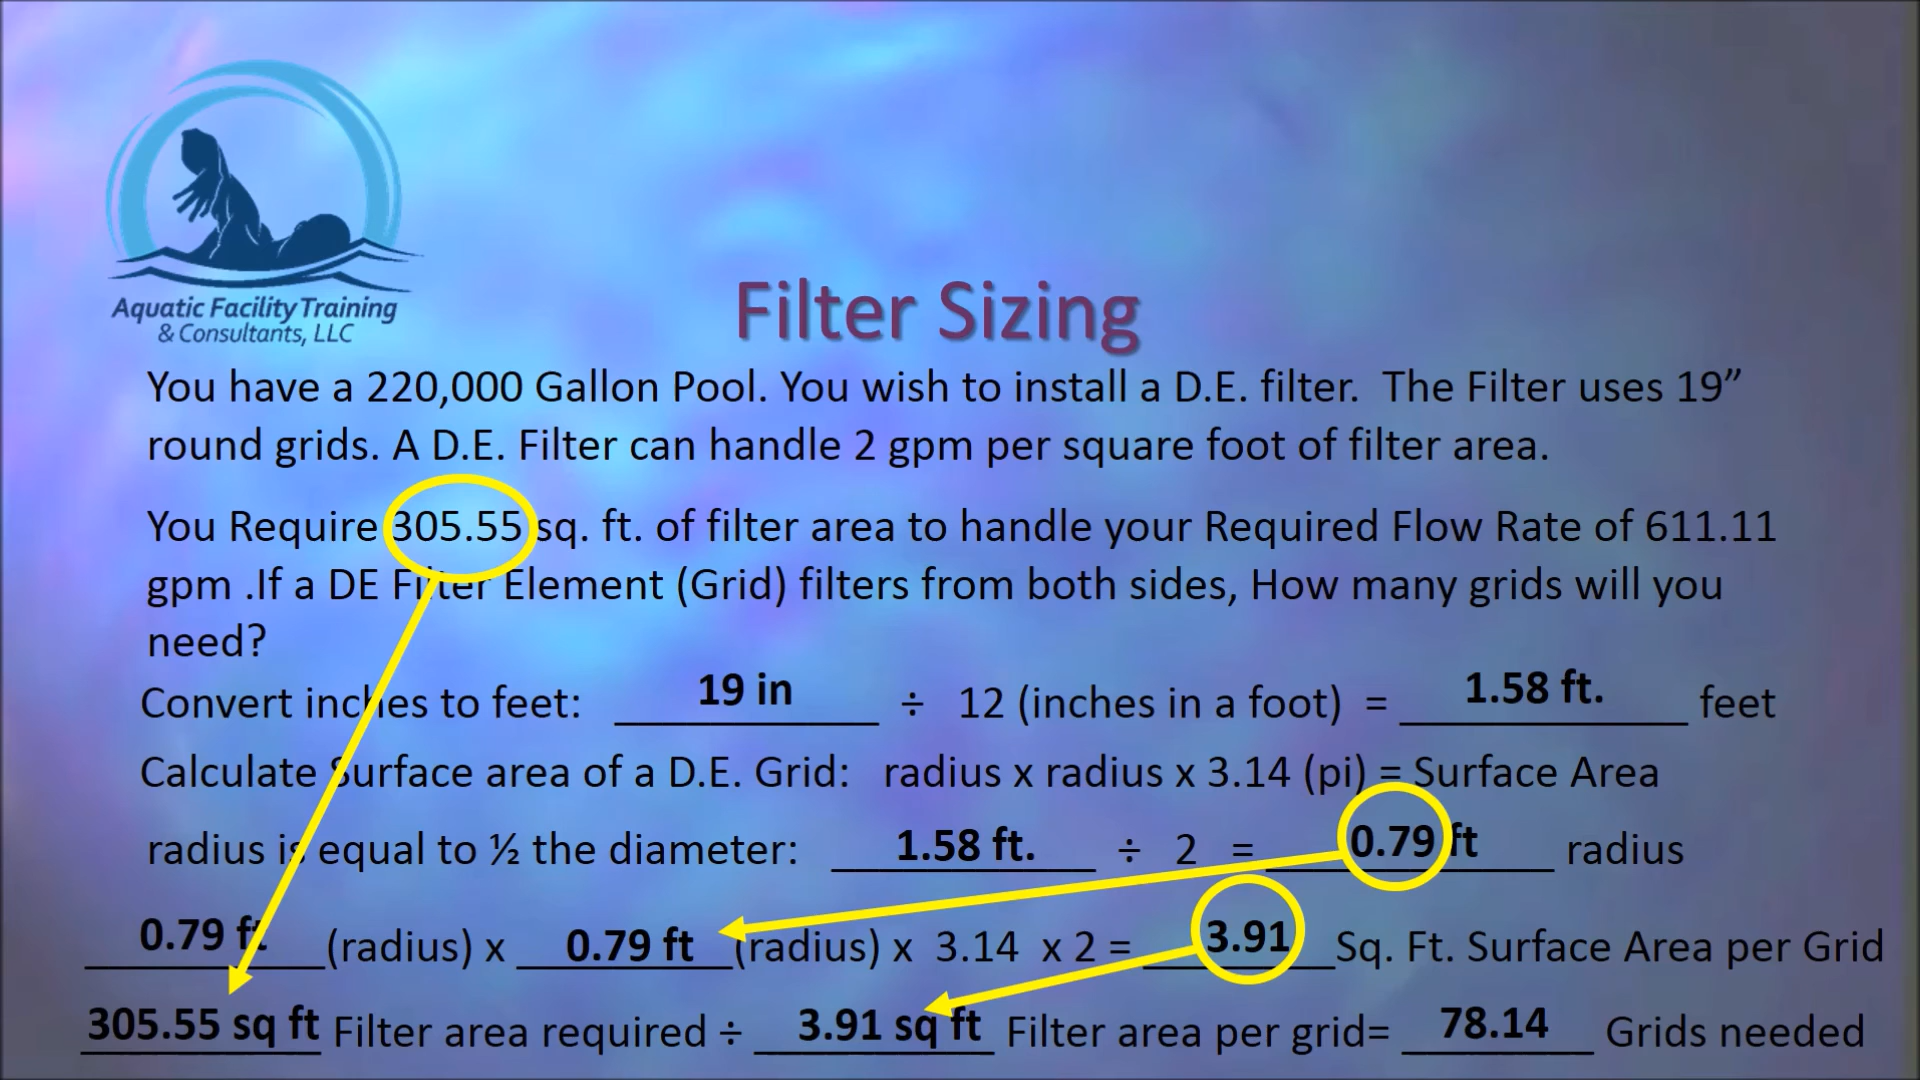 Aquatic Facility Training
& Consultants, LLC
Filter Sizing
You have a 220,000 Gallon Pool. You wish to install a D.E. filter.  The Filter uses 19”
round grids. A D.E. Filter can handle 2 gpm per square foot of filter area.
You Require 305.55 sq. ft. of filter area to handle your Required Flow Rate of 611.11
gpm .If a DE Filter Element (Grid) filters from both sides, How many grids will you
need?
Convert inches to feet: 19 in ÷ 12 (inches in a foot) = 1.58 ft. feet
Calculate Surface area of a D.E. Grid: radius x radius x 3.14 (pi) = Surface Area
radius is equal to ½ the diameter: 1.58 ft. ÷ 2 = 0.79 ft radius
0.79 ft (radius) x 0.79 ft (radius) x 3.14 x 2 = 3.91 Sq. Ft. Surface Area per Grid
305.55 sq ft Filter area required ÷ 3.91 sq ft Filter area per grid= 78.14 Grids needed